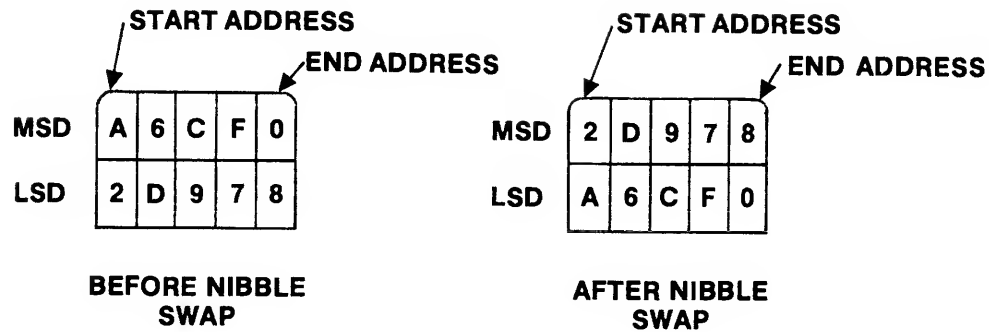 START ADDRESS
END ADDRESS
MSD A 6 C F 0
LSD 2 D 9 7 8
BEFORE NIBBLE
SWAP
START ADDRESS
END ADDRESS
MSD 2 D 9 7 8
LSD A 6 C F 0
AFTER NIBBLE
SWAP